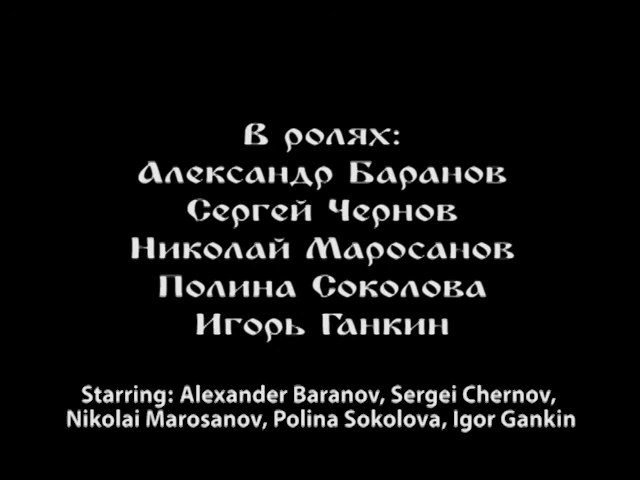 В ролях:
Александр Баранов
Сергей Чернов
Николай Маросанов
Полина Соколова
Игорь Ганкин
Starring: Alexander Baranov, Sergei Chernov,
Nikolai Marosanov, Polina Sokolova, Igor Gankin